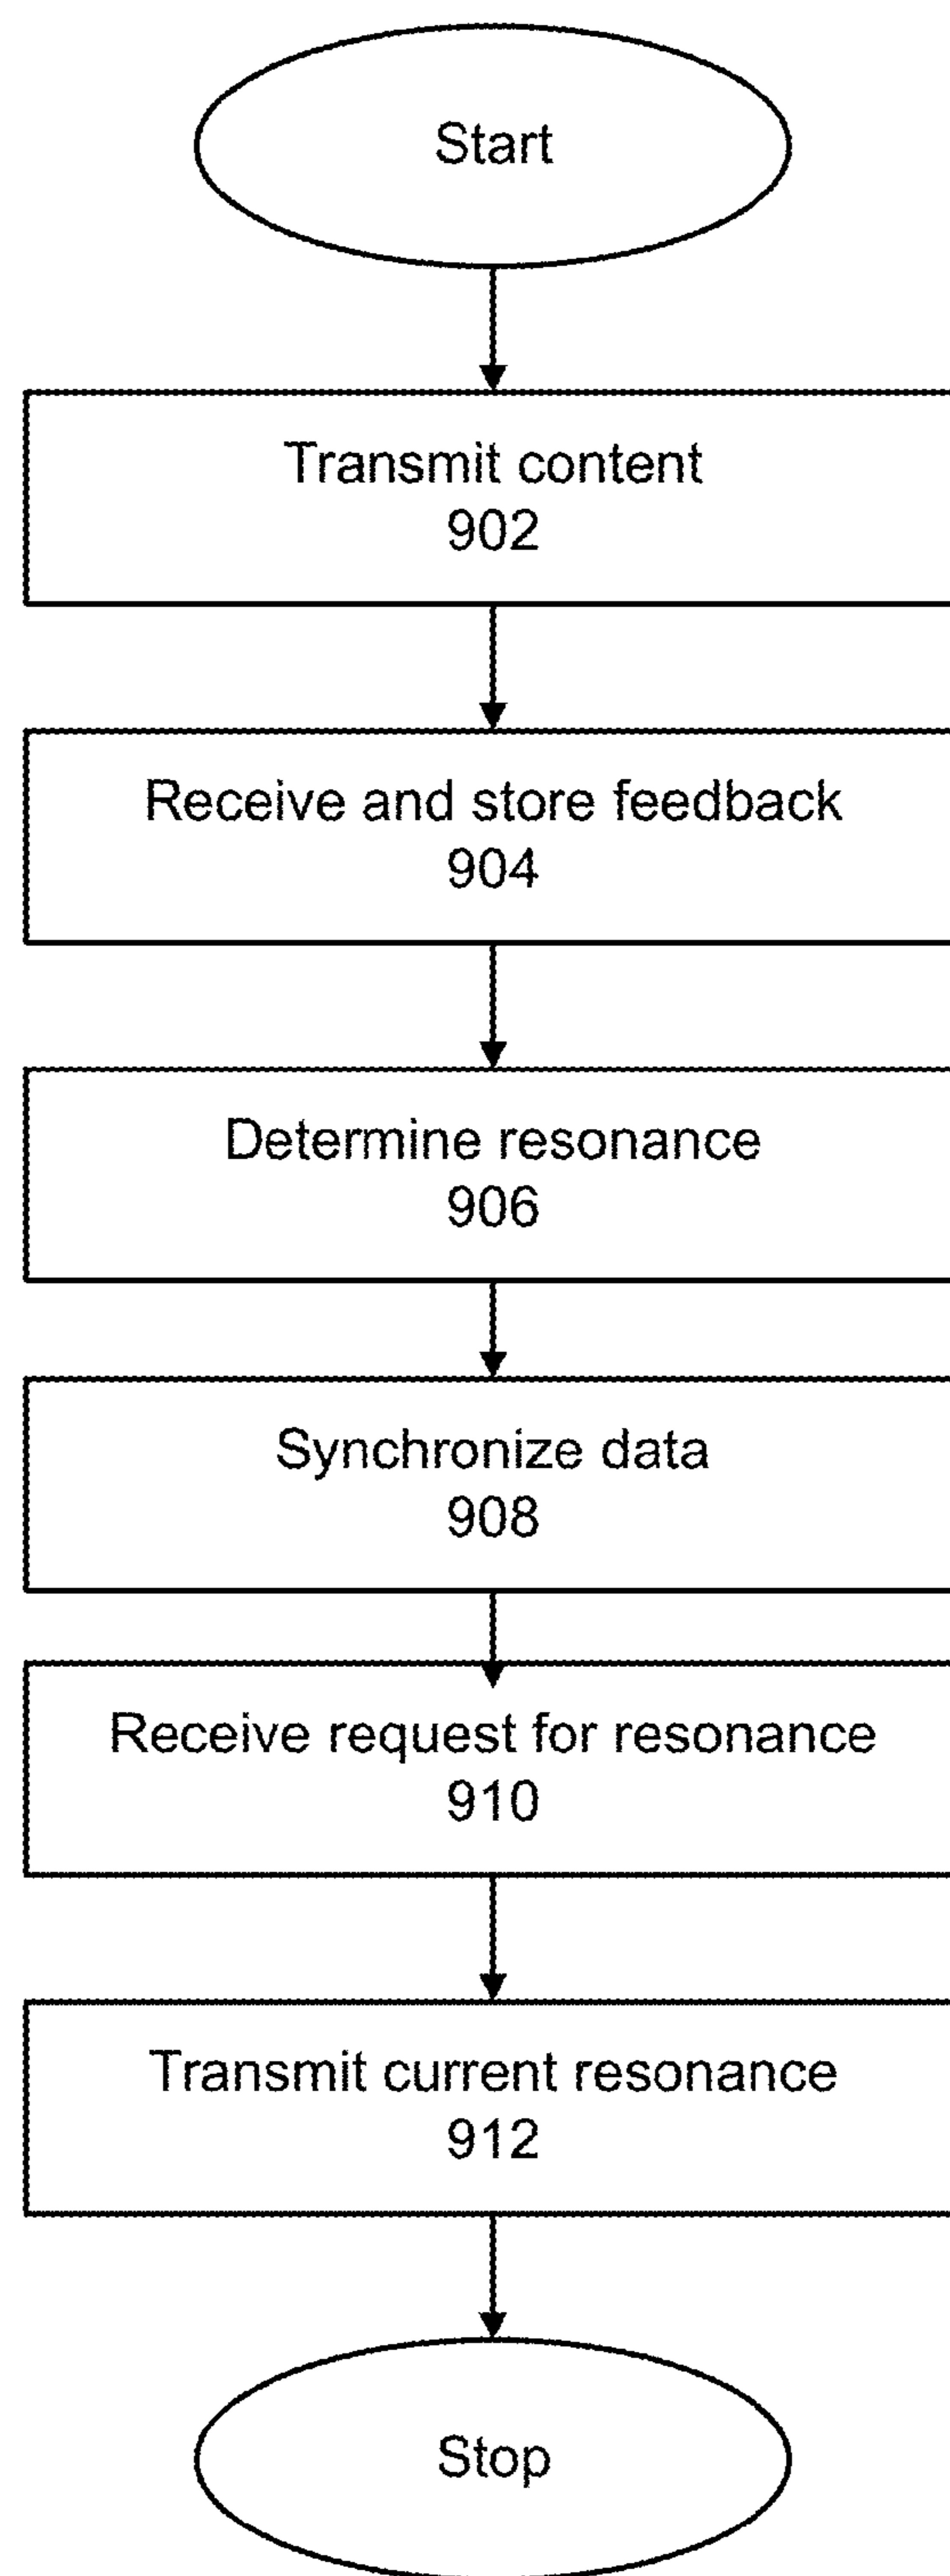 Start
Transmit content
902
Receive and store feedback
904
Determine resonance
906
Synchronize data
908
Receive request for resonance
910
Transmit current resonance
912
Stop